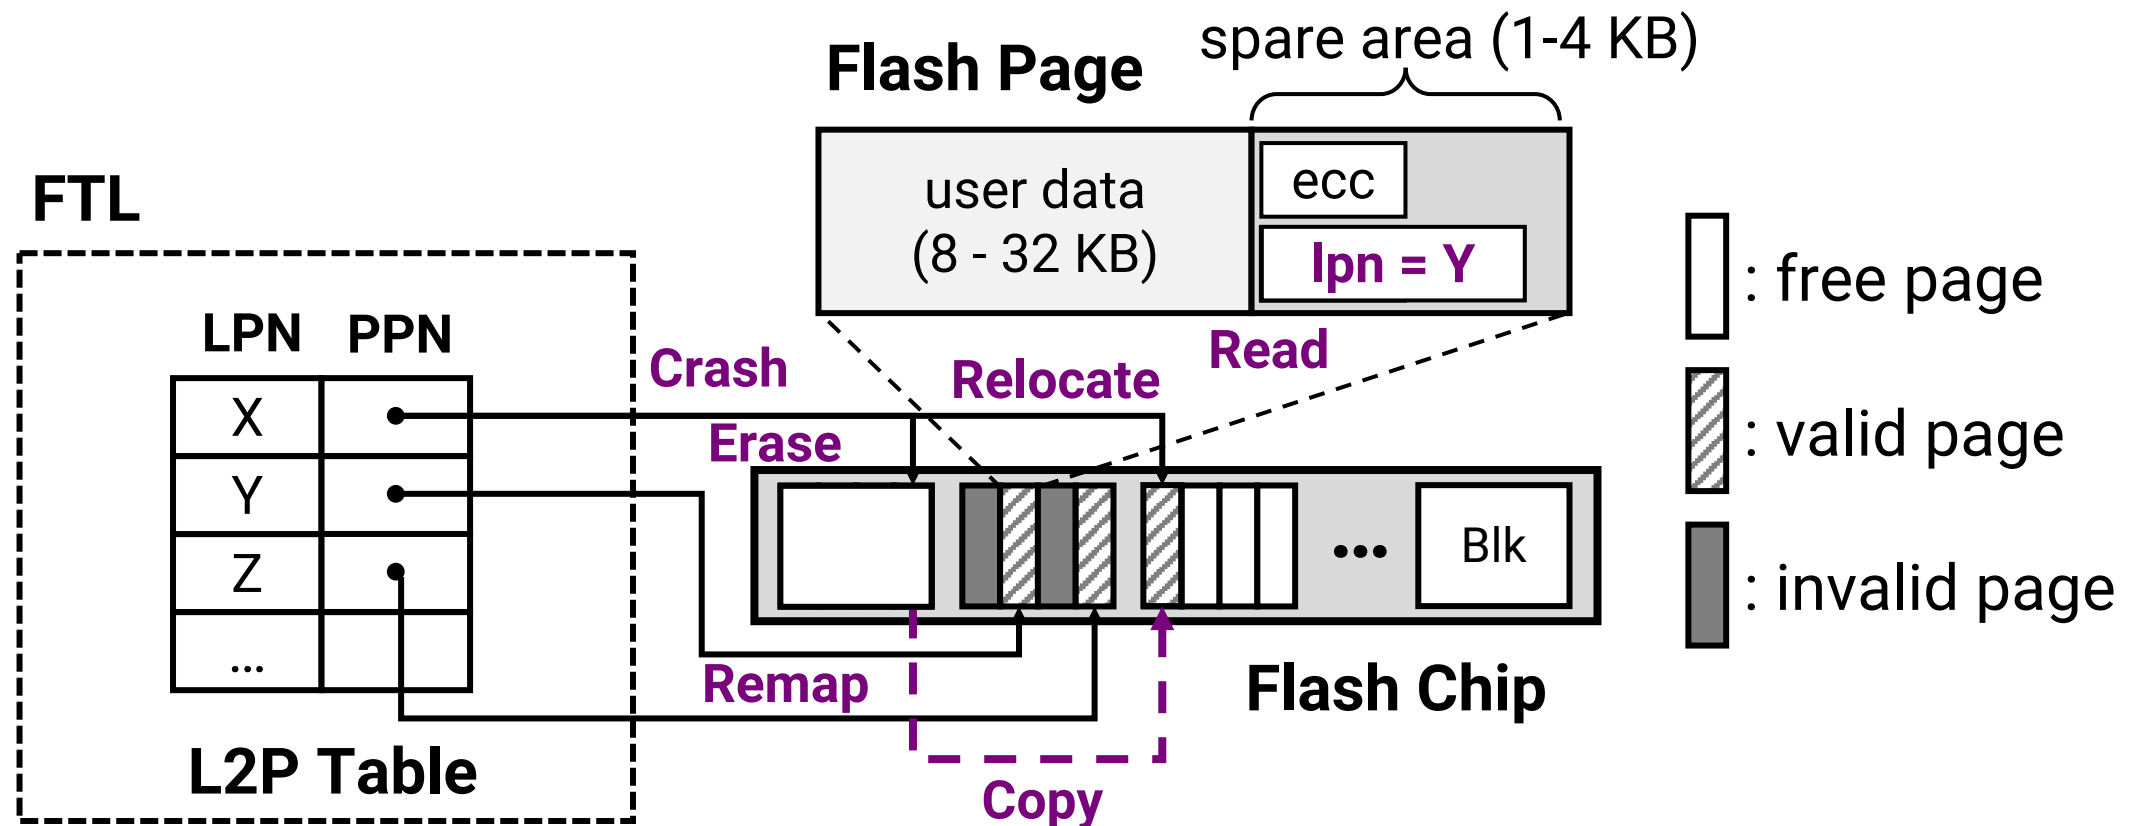 spare area (1-4 KB)
Flash Page
ecc
user data
(8 - 32 KB)
lpn = Y
FTL
: free page
LPN PPN
Crash
Relocate
Read
X
Erase
: valid page
Y
Z
Blk
: invalid page
...
Remap
Flash Chip
L2P Table
Copy